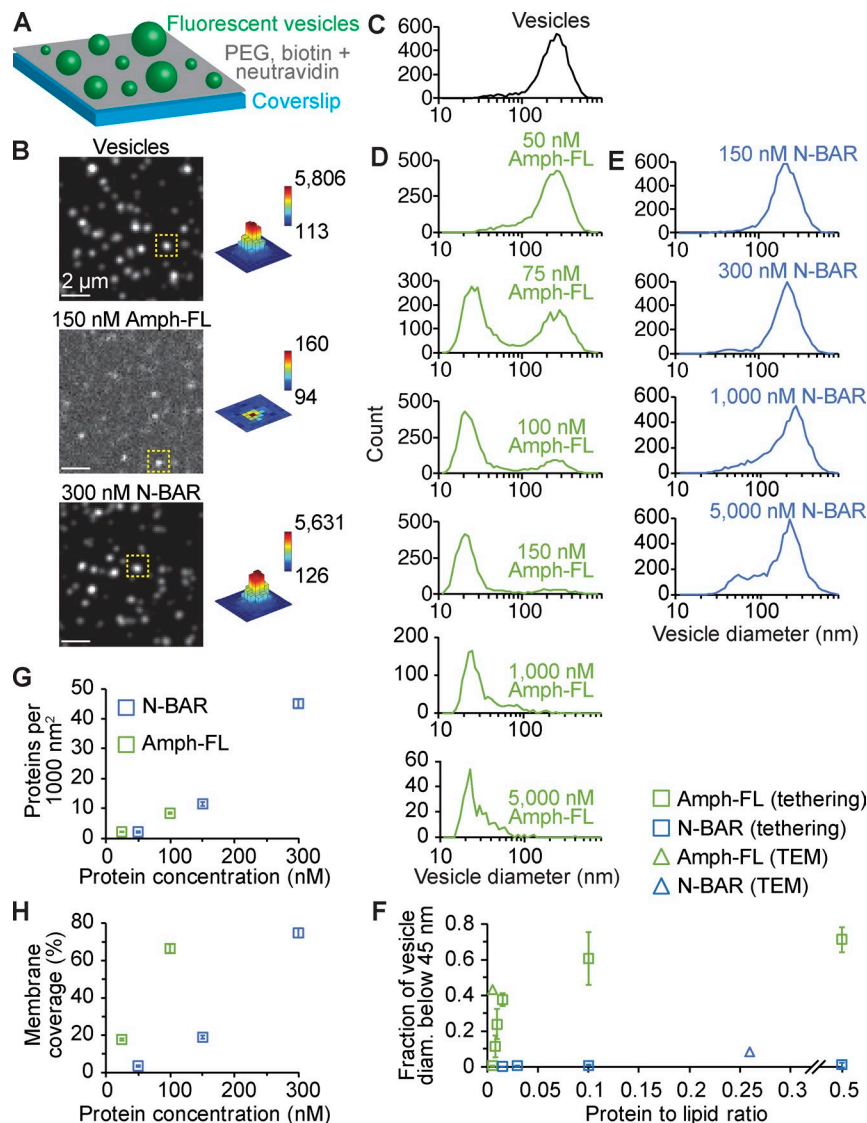 A
Fluorescent vesicles
PEG, biotin +
neutravidin
Coverslip
B
Vesicles
2 μm
5,806
113
150 nM Amph-FL
160
94
300 nM N-BAR
5,631
126
C
Vesicles
600
400
200
0
10
100
D
50 nM
Amph-FL
500
250
0
10
100
75 nM
Amph-FL
300
200
100
0
10
100
Count
100 nM
Amph-FL
500
250
0
10
100
150 nM
Amph-FL
500
250
0
10
100
1,000 nM
Amph-FL
200
100
0
10
100
5,000 nM
Amph-FL
60
40
20
0
10
100
Vesicle diameter (nm)
E
150 nM N-BAR
600
400
200
0
10
100
300 nM N-BAR
600
400
200
0
10
100
1,000 nM N-BAR
600
400
200
0
10
100
5,000 nM N-BAR
600
400
200
0
10
100
Vesicle diameter (nm)
G
N-BAR
Amph-FL
Proteins per
1000 nm²
50
40
30
20
10
0
0
100
200
300
Protein concentration (nM)
H
Membrane
coverage (%)
80
60
40
20
0
0
100
200
300
Protein concentration (nM)
Amph-FL (tethering)
N-BAR (tethering)
Amph-FL (TEM)
N-BAR (TEM)
F
Fraction of vesicle
diam. below 45 nm
0.8
0.6
0.4
0.2
0
0
0.1
0.2
0.3
0.5
Protein to lipid ratio